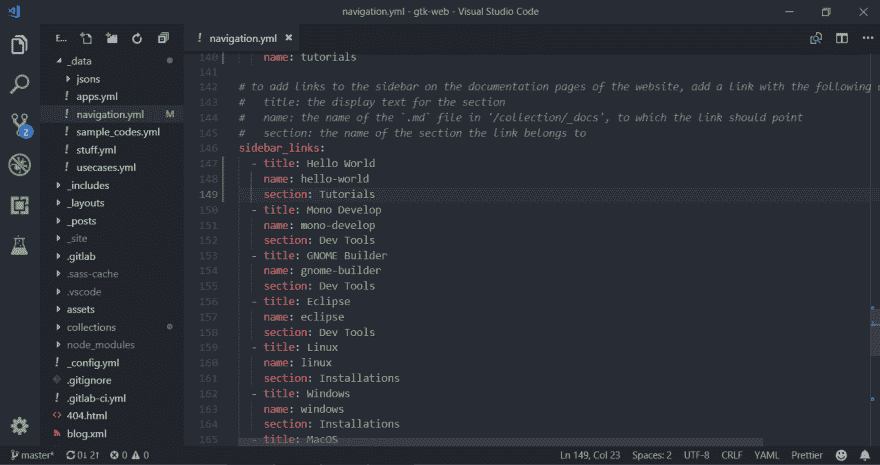 navigation.yml - gtk-web - Visual Studio Code
E...
_data
jsons
! apps.yml
! navigation.yml M
! sample_codes.yml
! stuff.yml
! usecases.yml
_includes
_layouts
_posts
_site
.gitlab
.sass-cache
.vscode
assets
collections
node_modules
! _config.yml
.gitignore
! .gitlab-ci.yml
<> 404.html
blog.xml
2
! navigation.yml ×
140 name: tutorials
141
142 # to add links to the sidebar on the documentation pages of the website, add a link with the following
143 #   title: the display text for the section
144 #   name: the name of the `.md` file in '/collection/_docs', to which the link should point
145 #   section: the name of the section the link belongs to
146 sidebar_links:
147 - title: Hello World
148 name: hello-world
149 section: Tutorials
150 - title: Mono Develop
151 name: mono-develop
152 section: Dev Tools
153 - title: GNOME Builder
154 name: gnome-builder
155 section: Dev Tools
156 - title: Eclipse
157 name: eclipse
158 section: Dev Tools
159 - title: Linux
160 name: linux
161 section: Installations
162 - title: Windows
163 name: windows
164 section: Installations
165 - title: MacOS
master* 0↓ 2↑ 0 0 Ln 149, Col 23 Spaces: 2 UTF-8 CRLF YAML Prettier